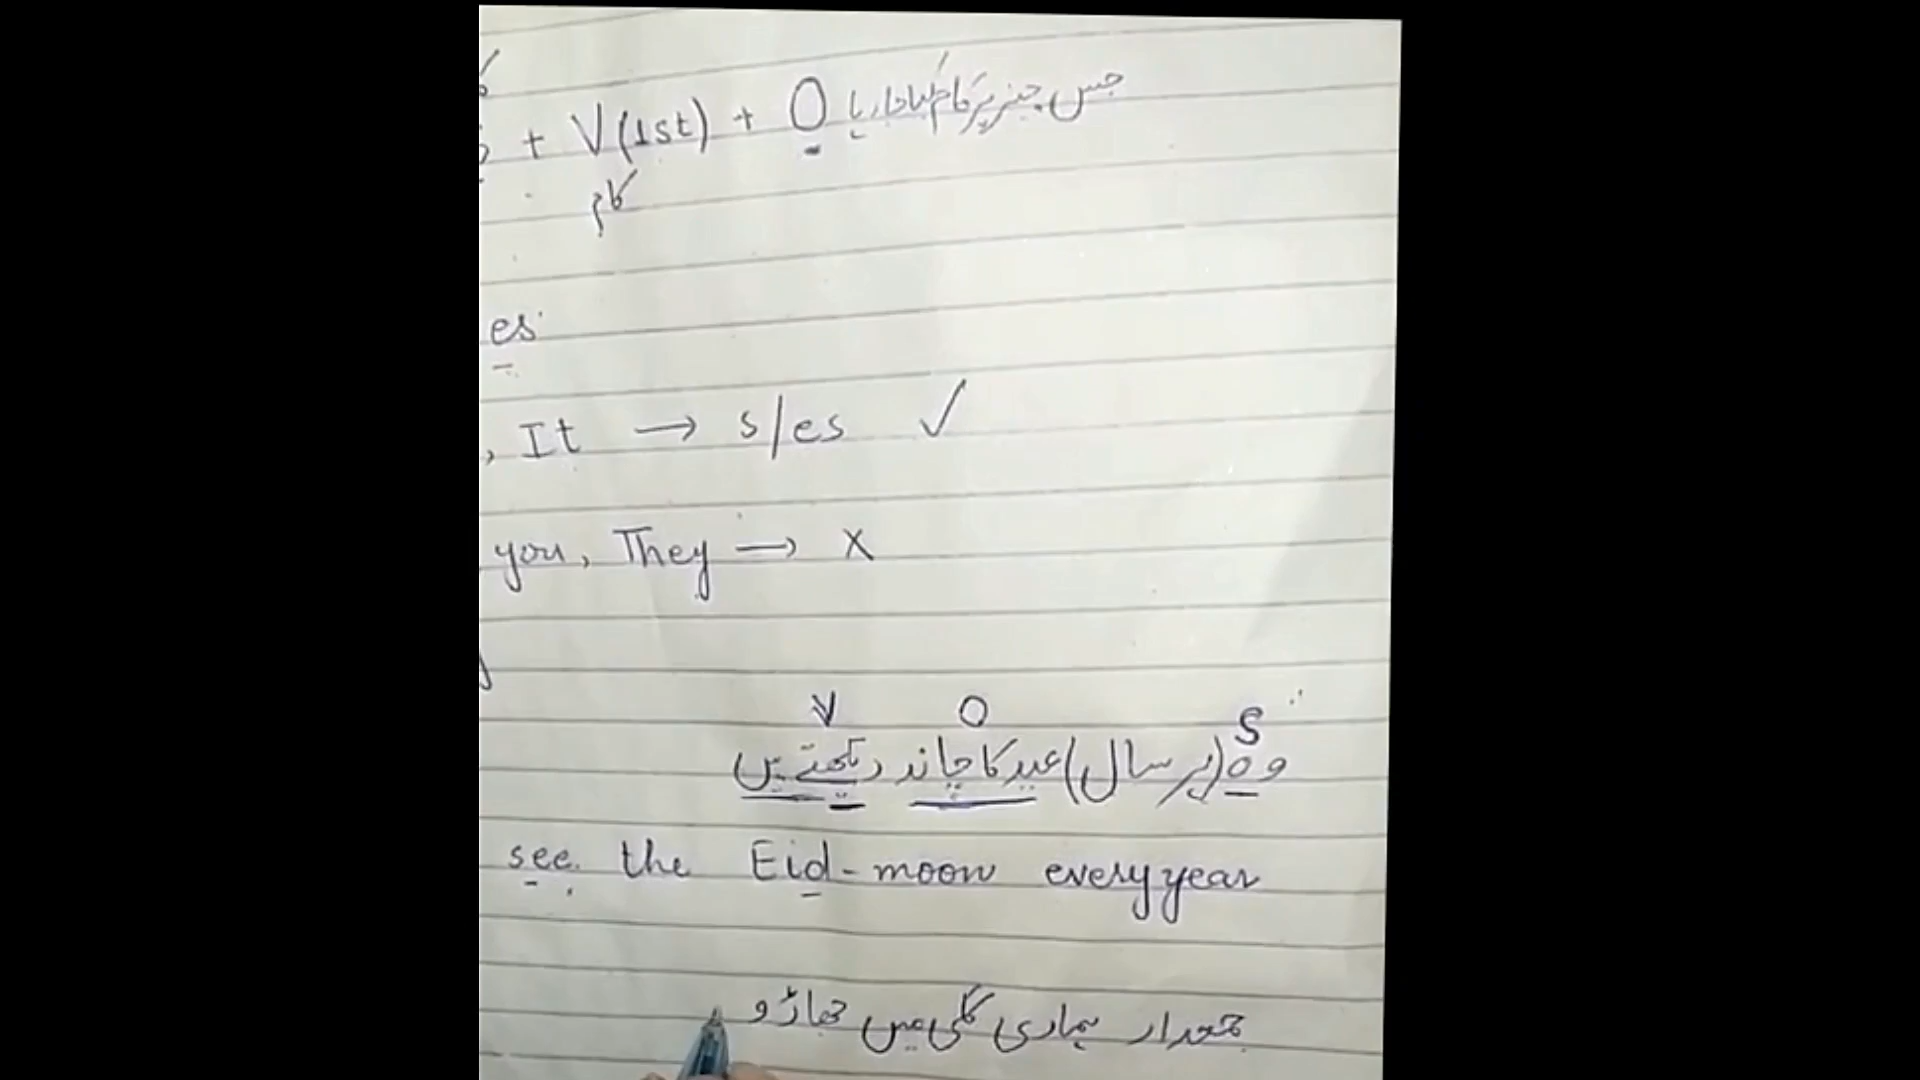 + V(1st) + O جس چیز پر کام کیا جا رہا
کام
es
, It → s/es ✓
you, They → X
V O S
وہ (ہر سال) عید کا چاند دیکھتے ہیں
see the Eid-moon every year
جمعدار ہماری گلی میں جھاڑو